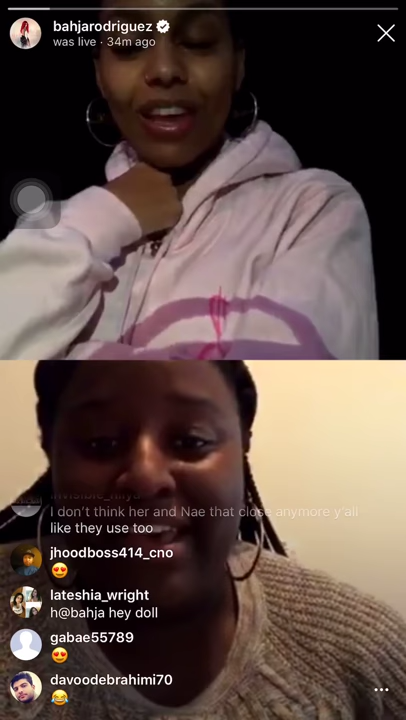 bahjarodriguez
was live · 34m ago
I don't think her and Nae that close anymore y'all
like they use too
jhoodboss414_cno
😍
lateshia_wright
h@bahja hey doll
gabae55789
😍
davoodebrahimi70
😂